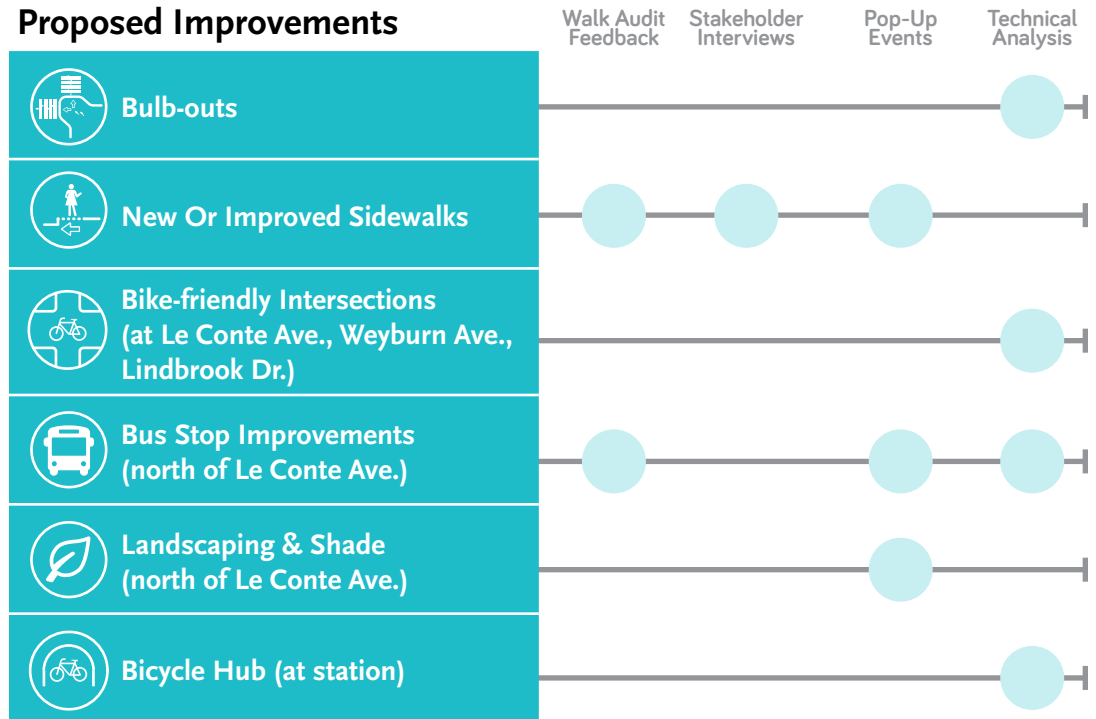 Proposed Improvements
Walk Audit
Feedback
Stakeholder
Interviews
Pop-Up
Events
Technical
Analysis
Bulb-outs
New Or Improved Sidewalks
Bike-friendly Intersections
(at Le Conte Ave., Weyburn Ave.,
Lindbrook Dr.)
Bus Stop Improvements
(north of Le Conte Ave.)
Landscaping & Shade
(north of Le Conte Ave.)
Bicycle Hub (at station)